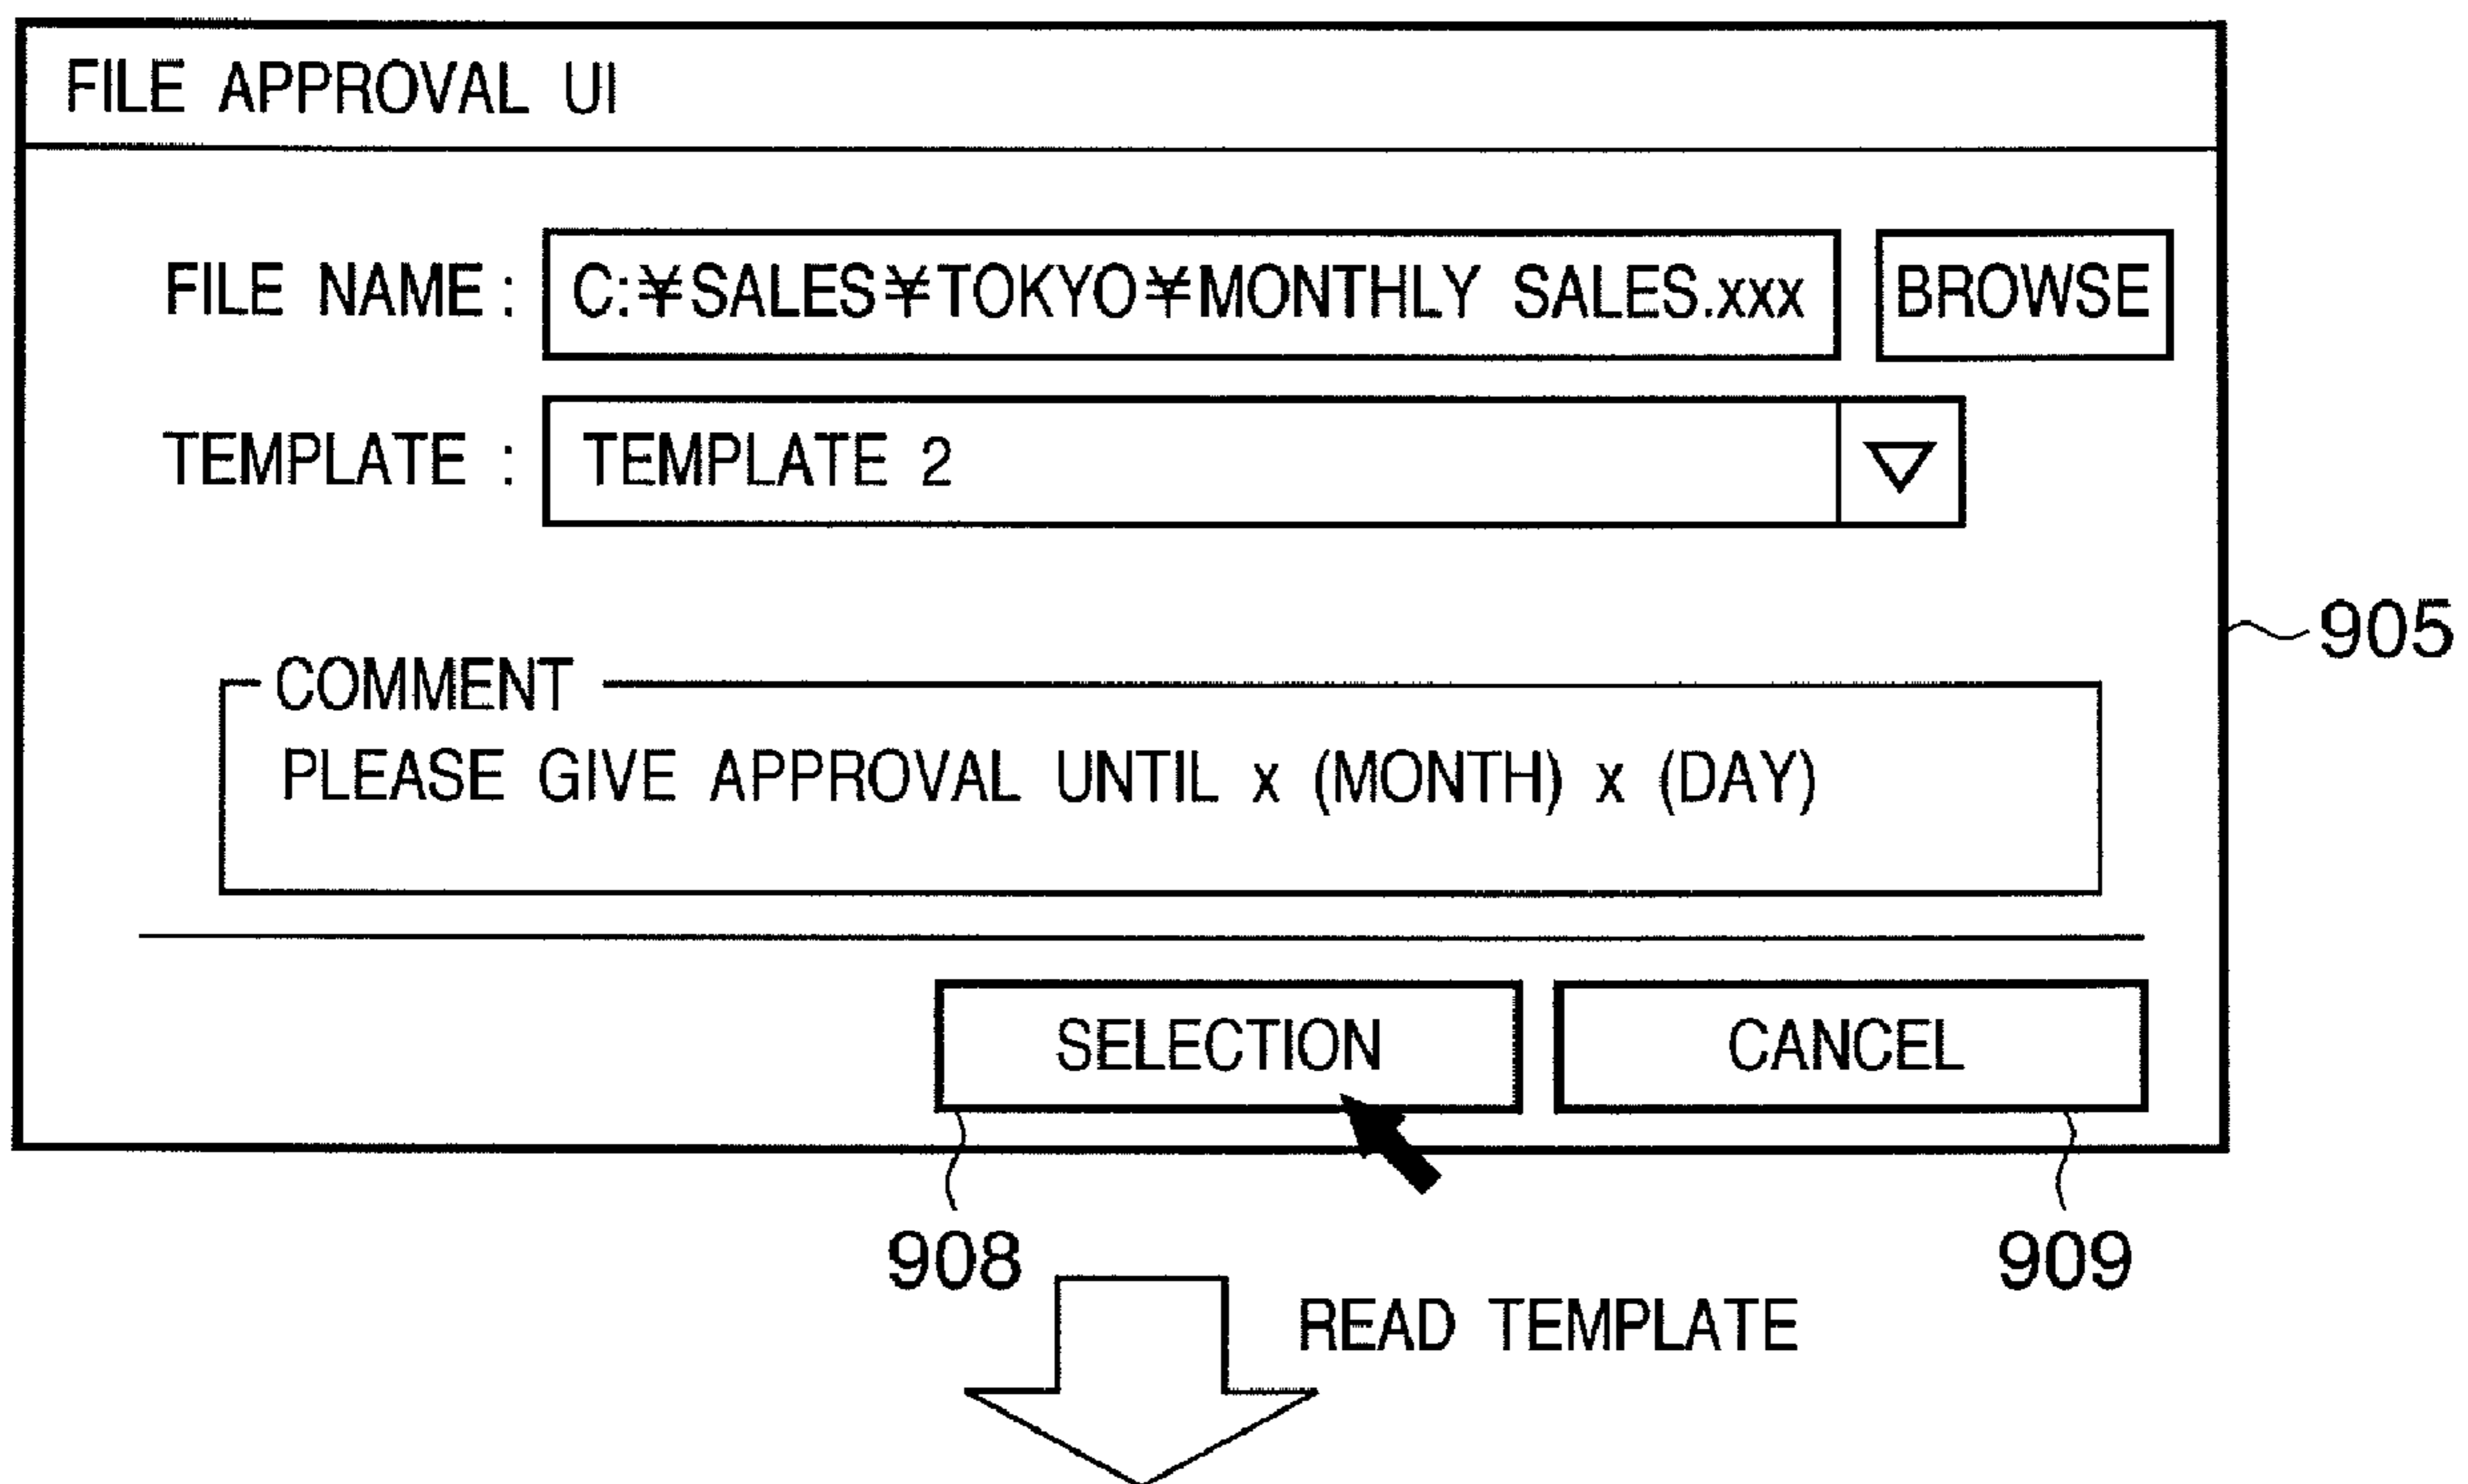 FILE APPROVAL UI
FILE NAME : C:¥SALES¥TOKYO¥MONTHLY SALES.xxx BROWSE
TEMPLATE : TEMPLATE 2
905
COMMENT
PLEASE GIVE APPROVAL UNTIL x (MONTH) x (DAY)
SELECTION CANCEL
908 909
READ TEMPLATE